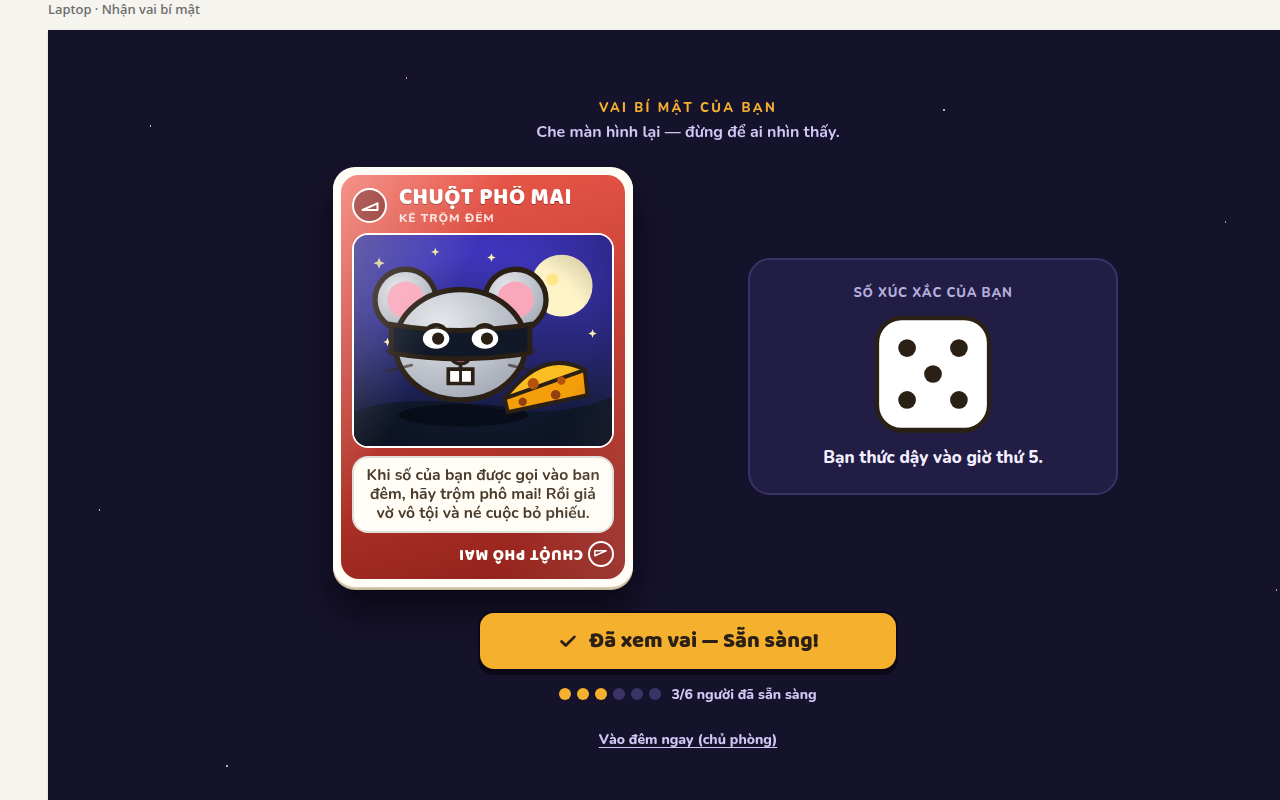 Laptop · Nhận vai bí mật
VAI BÍ MẬT CỦA BẠN
Che màn hình lại — đừng để ai nhìn thấy.
CHUỘT PHÔ MAI
KẺ TRỘM ĐÊM
Khi số của bạn được gọi vào ban
đêm, hãy trộm phô mai! Rồi giả
vờ vô tội và né cuộc bỏ phiếu.
CHUỘT PHÔ MAI
SỐ XÚC XẮC CỦA BẠN
Bạn thức dậy vào giờ thứ 5.
Đã xem vai — Sẵn sàng!
3/6 người đã sẵn sàng
Vào đêm ngay (chủ phòng)